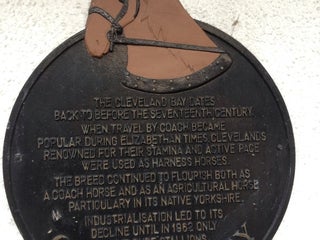 THE CLEVELAND BAY DATES
BACK TO BEFORE THE SEVENTEENTH CENTURY.
WHEN TRAVEL BY COACH BECAME
POPULAR DURING ELIZABETHAN TIMES, CLEVELANDS
RENOWNED FOR THEIR STAMINA AND ACTIVE PACE
WERE USED AS HARNESS HORSES.
THE BREED CONTINUED TO FLOURISH BOTH AS
A COACH HORSE AND AS AN AGRICULTURAL HORSE
PARTICULARLY IN ITS NATIVE YORKSHIRE.
INDUSTRIALISATION LED TO ITS
DECLINE UNTIL IN 1962 ONLY
STALLIONS